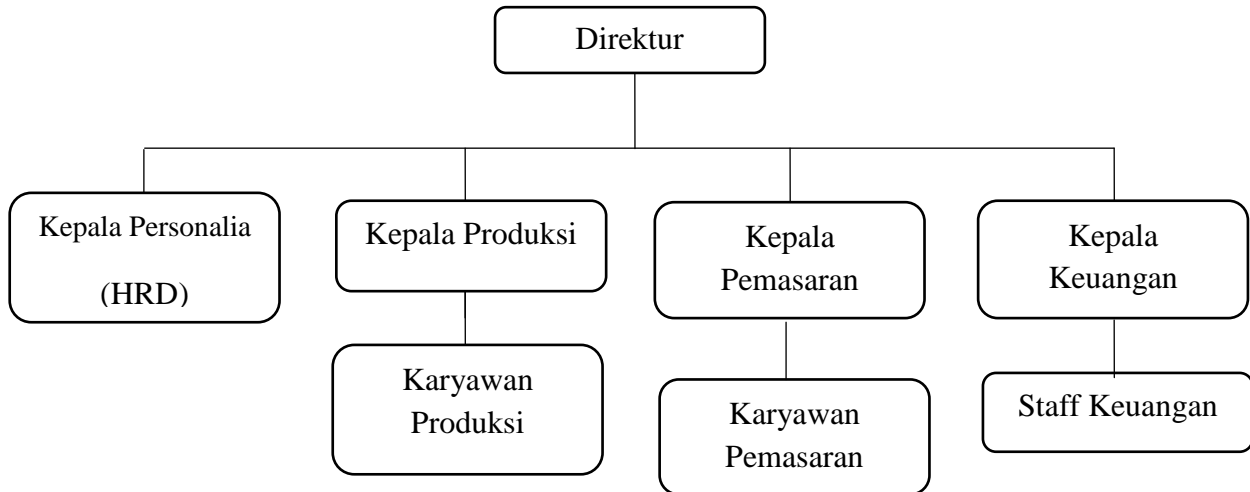 Direktur
Kepala Personalia
(HRD)
Kepala Produksi
Kepala
Pemasaran
Kepala
Keuangan
Karyawan
Produksi
Karyawan
Pemasaran
Staff Keuangan